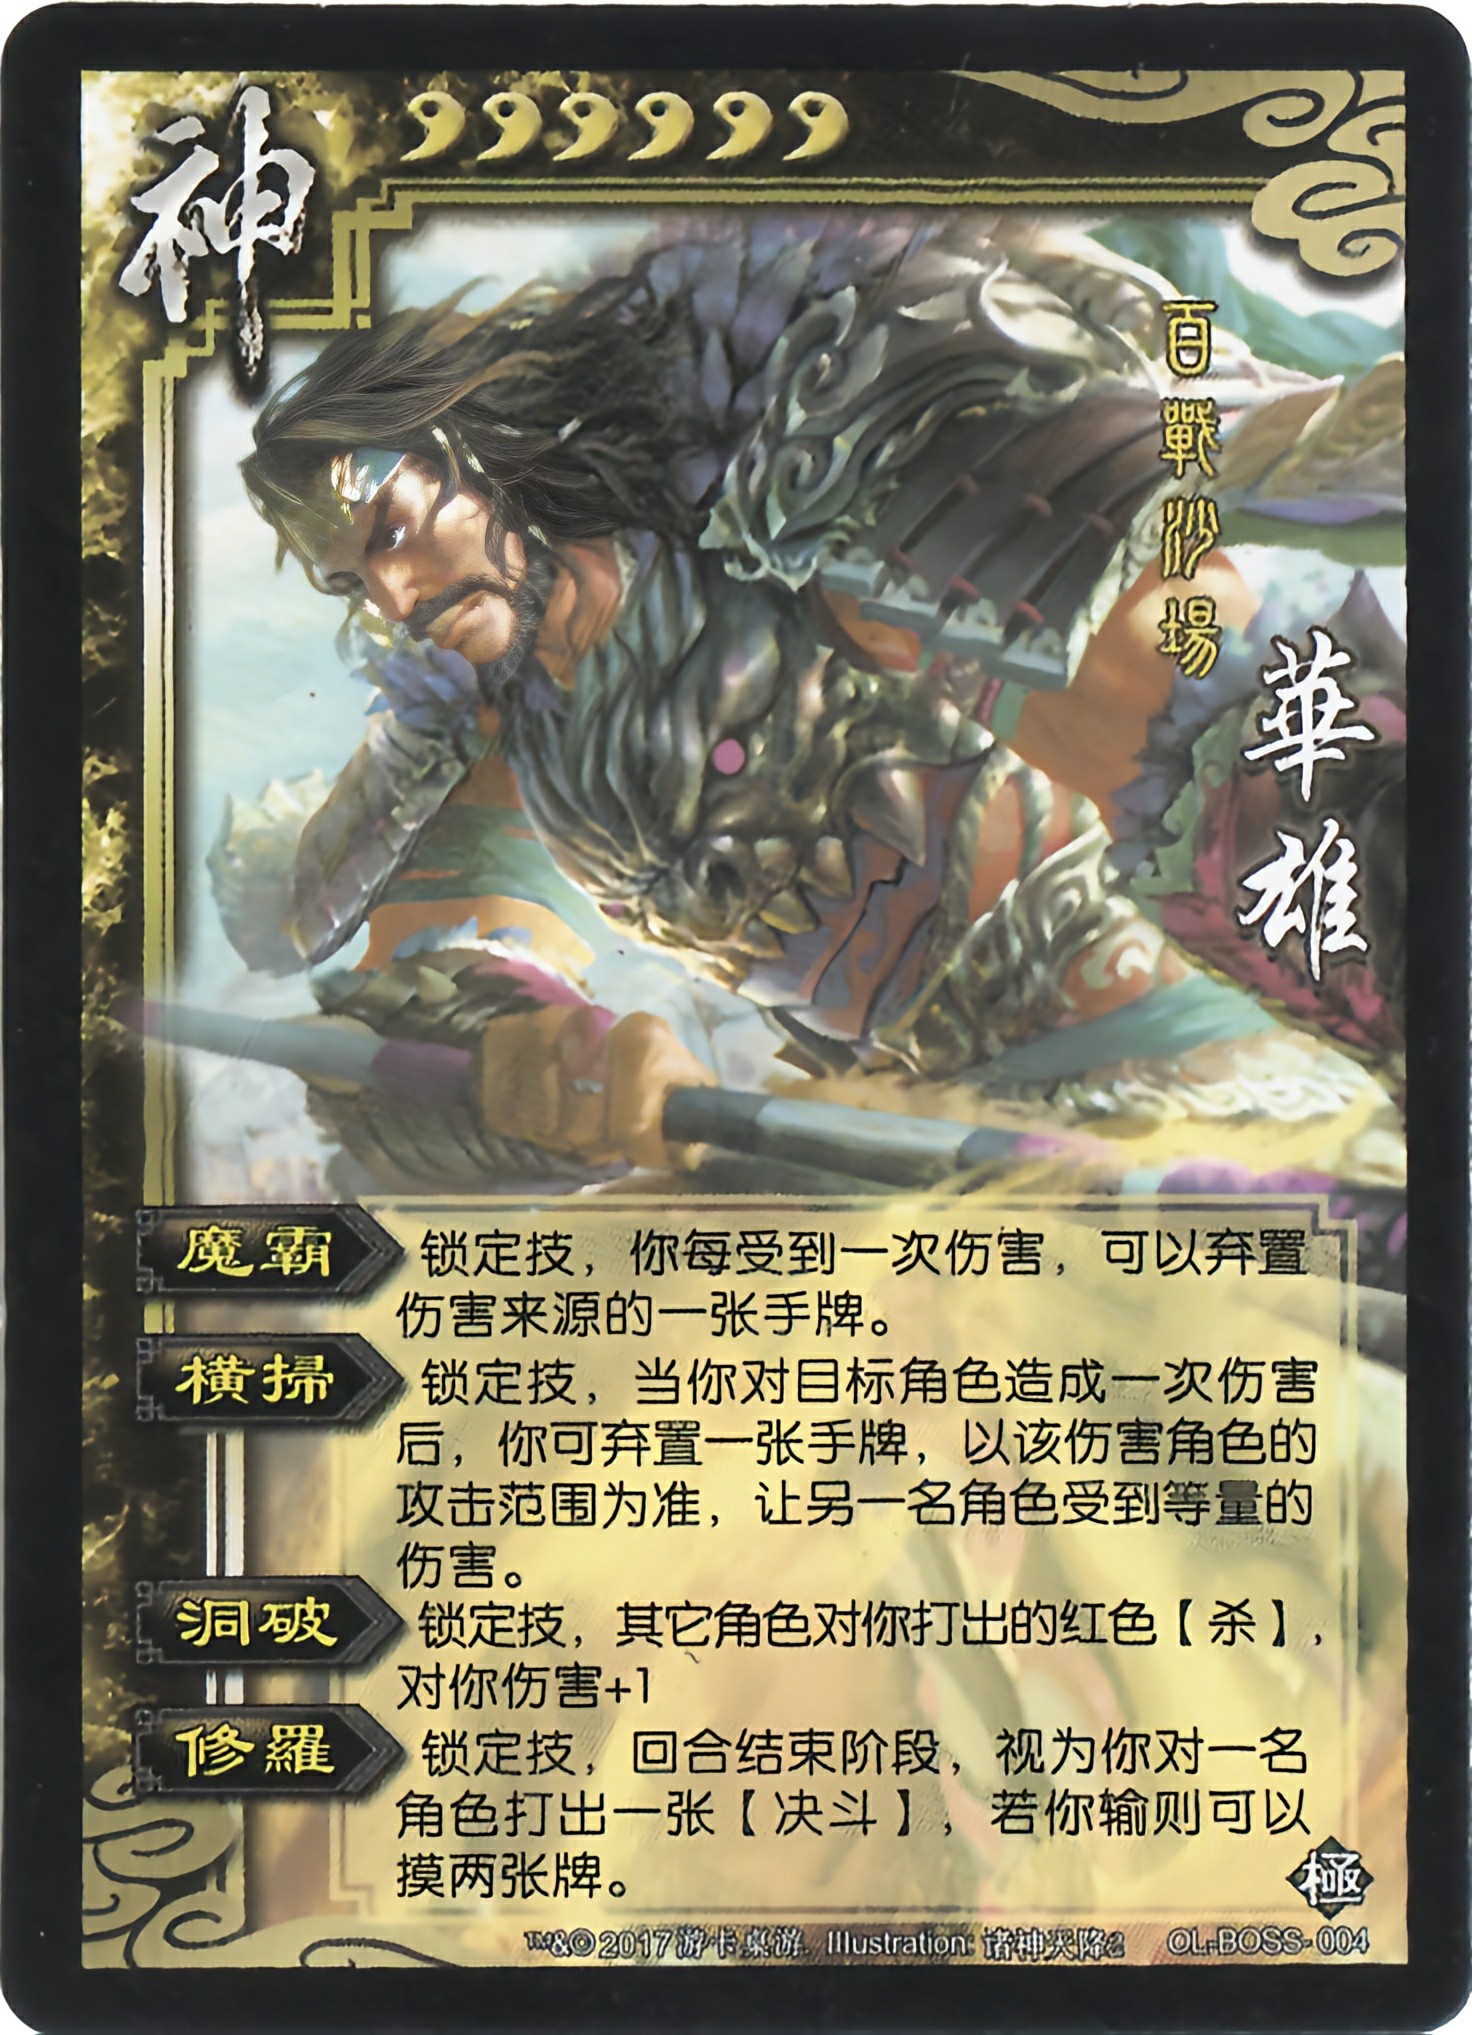 神
百戰沙場
華雄
魔霸
锁定技，你每受到一次伤害，可以弃置
伤害来源的一张手牌。
横掃
锁定技，当你对目标角色造成一次伤害
后，你可弃置一张手牌，以该伤害角色的
攻击范围为准，让另一名角色受到等量的
伤害。
洞破
锁定技，其它角色对你打出的红色【杀】，
对你伤害+1
修羅
锁定技，回合结束阶段，视为你对一名
角色打出一张【决斗】，若你输则可以
摸两张牌。
極
™&©2017游卡桌游. Illustration: 诸神天降2 OL-BOSS-004